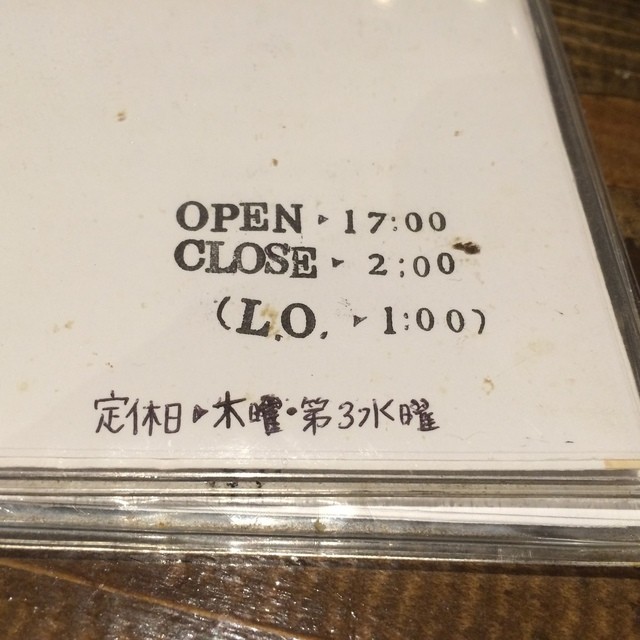 OPEN ▸ 17:00
CLOSE ▸ 2:00
(L.O. ▸ 1:00)
定休日▸木曜・第3水曜